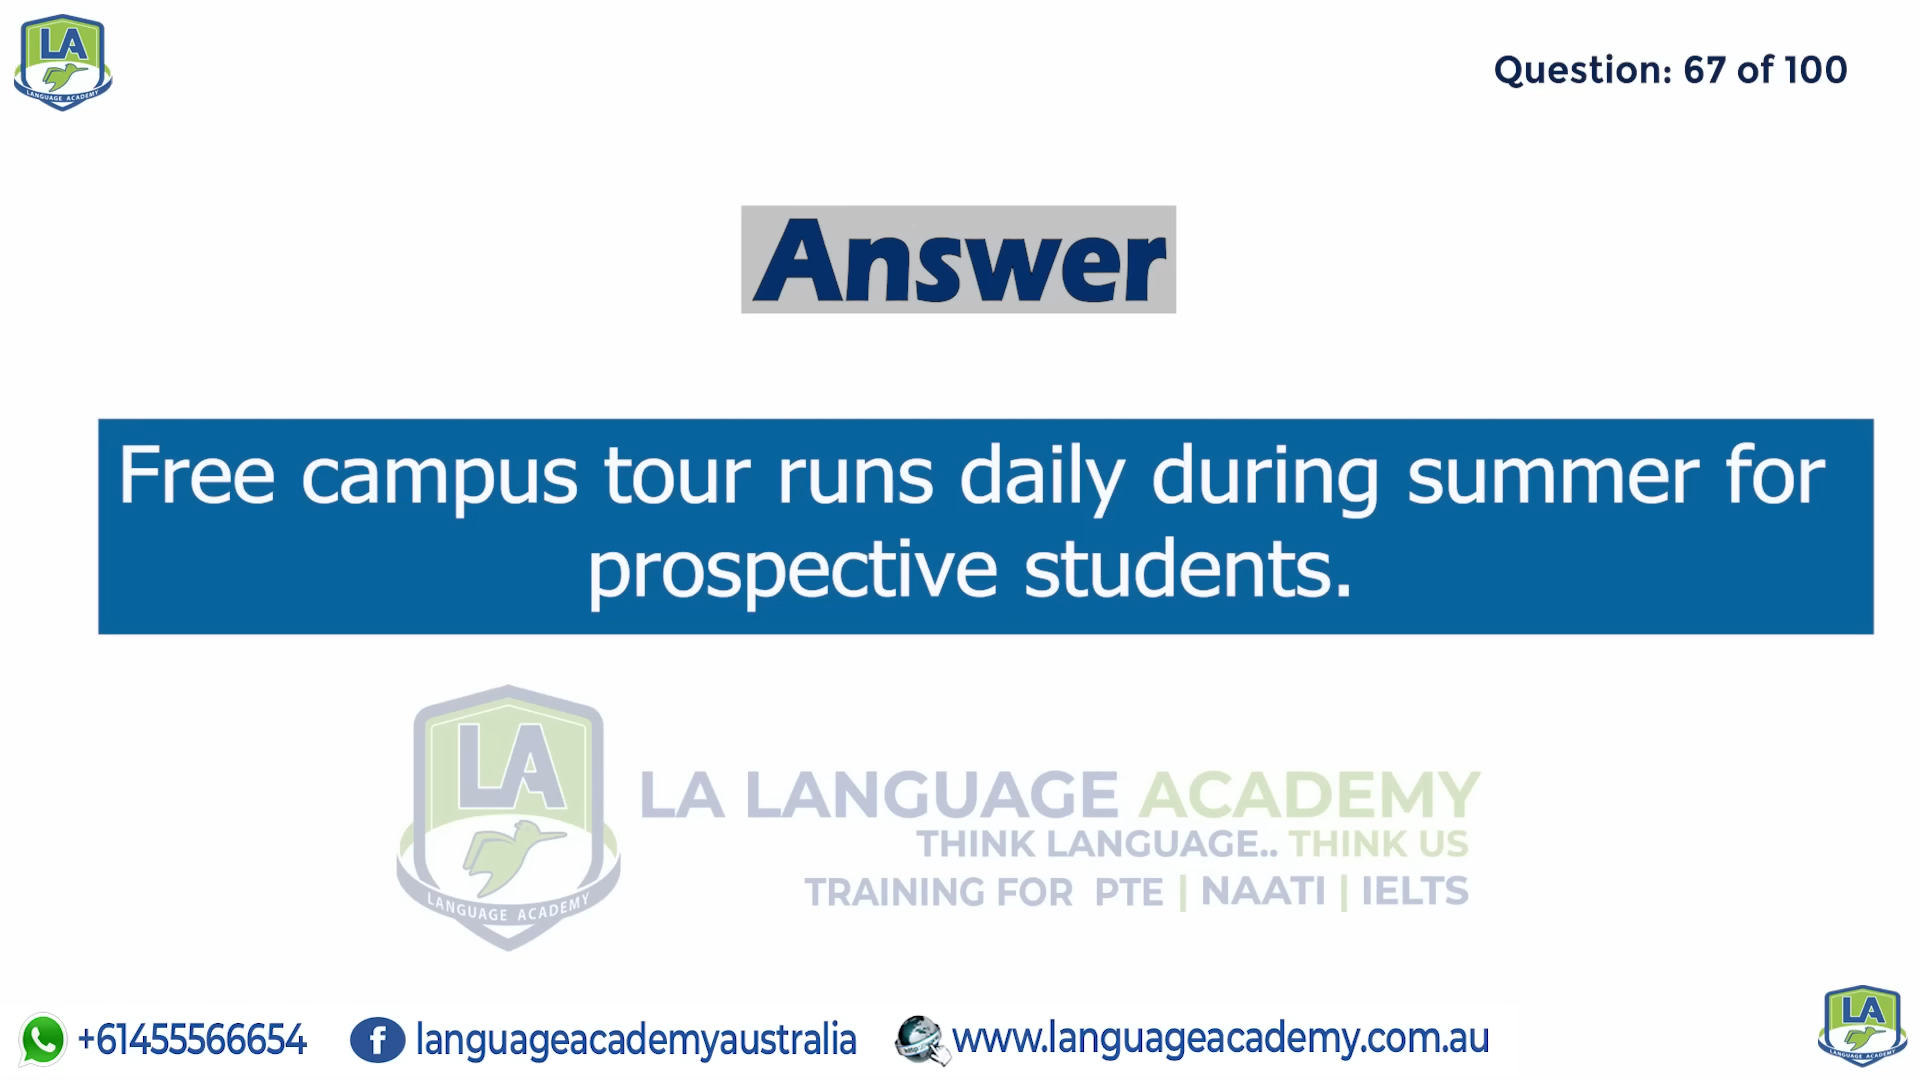 LA
LANGUAGE ACADEMY
Question: 67 of 100
Answer
Free campus tour runs daily during summer for
prospective students.
LA
LANGUAGE ACADEMY
LA LANGUAGE ACADEMY
THINK LANGUAGE.. THINK US
TRAINING FOR PTE | NAATI | IELTS
+61455566654
languageacademyaustralia
www.languageacademy.com.au
LA
LANGUAGE ACADEMY